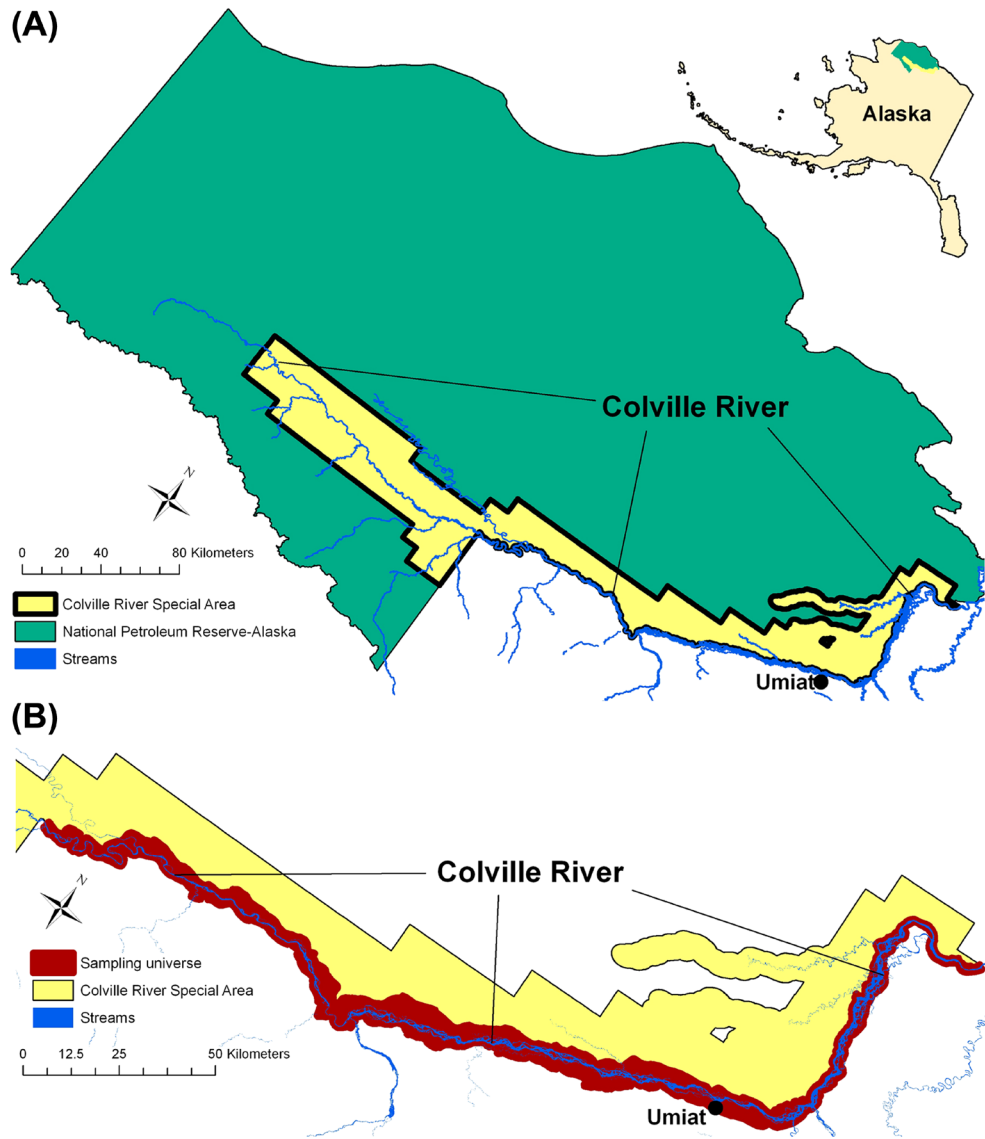 (A)
Alaska
Colville River
N
0 20 40 80 Kilometers
Colville River Special Area
National Petroleum Reserve-Alaska
Streams
Umiat
(B)
Colville River
N
Sampling universe
Colville River Special Area
Streams
0 12.5 25 50 Kilometers
Umiat